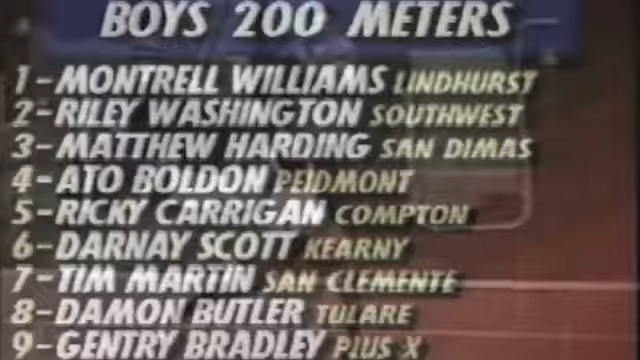 BOYS 200 METERS
1-MONTRELL WILLIAMS LINDHURST
2-RILEY WASHINGTON SOUTHWEST
3-MATTHEW HARDING SAN DIMAS
4-ATO BOLDON PEIDMONT
5-RICKY CARRIGAN COMPTON
6-DARNAY SCOTT KEARNY
7-TIM MARTIN SAN CLEMENTE
8-DAMON BUTLER TULARE
9-GENTRY BRADLEY PIUS X